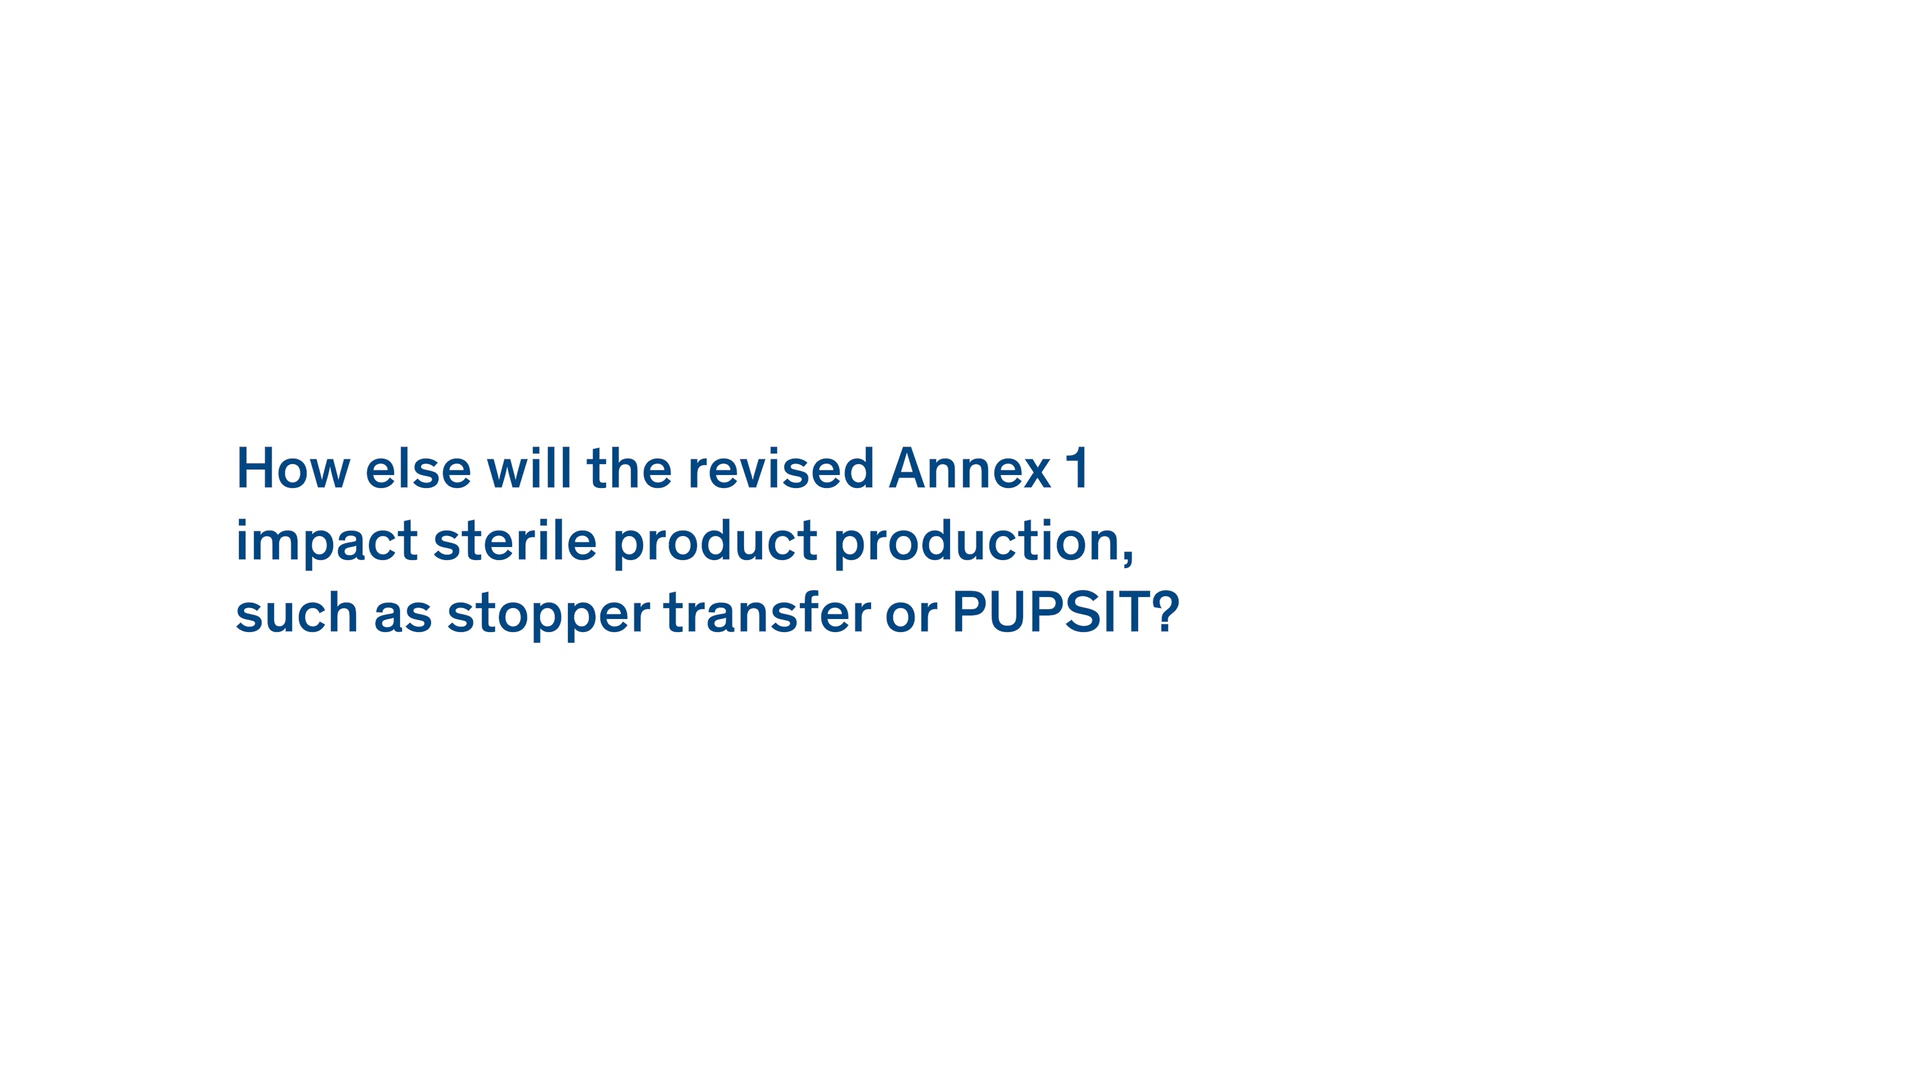 How else will the revised Annex 1
impact sterile product production,
such as stopper transfer or PUPSIT?